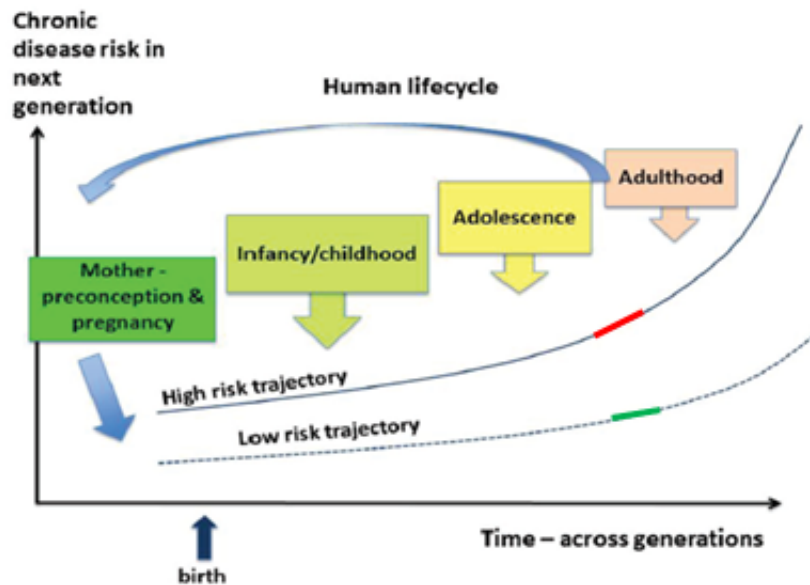 Chronic
disease risk in
next
generation
Human lifecycle
Adulthood
Adolescence
Infancy/childhood
Mother -
preconception &
pregnancy
High risk trajectory
Low risk trajectory
Time – across generations
birth